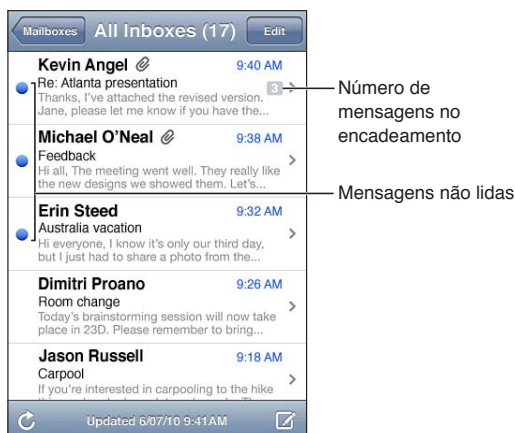 Mailboxes All Inboxes (17) Edit
Kevin Angel 9:40 AM
Re: Atlanta presentation
Thanks, I've attached the revised version. 3
Jane, please let me know if you have the...
Número de
mensagens no
encadeamento
Michael O'Neal 9:38 AM
Feedback
Hi all, The meeting went well. They really like
the new designs we showed them. Let's...
Mensagens não lidas
Erin Steed 9:32 AM
Australia vacation
Hi everyone, I know it's only our third day,
but I just had to share a photo from the...
Dimitri Proano 9:26 AM
Room change
Today's brainstorming session will now take
place in 23D. Please remember to bring...
Jason Russell 9:18 AM
Carpool
If you're interested in carpooling to the hike
Updated 6/07/10 9:41AM